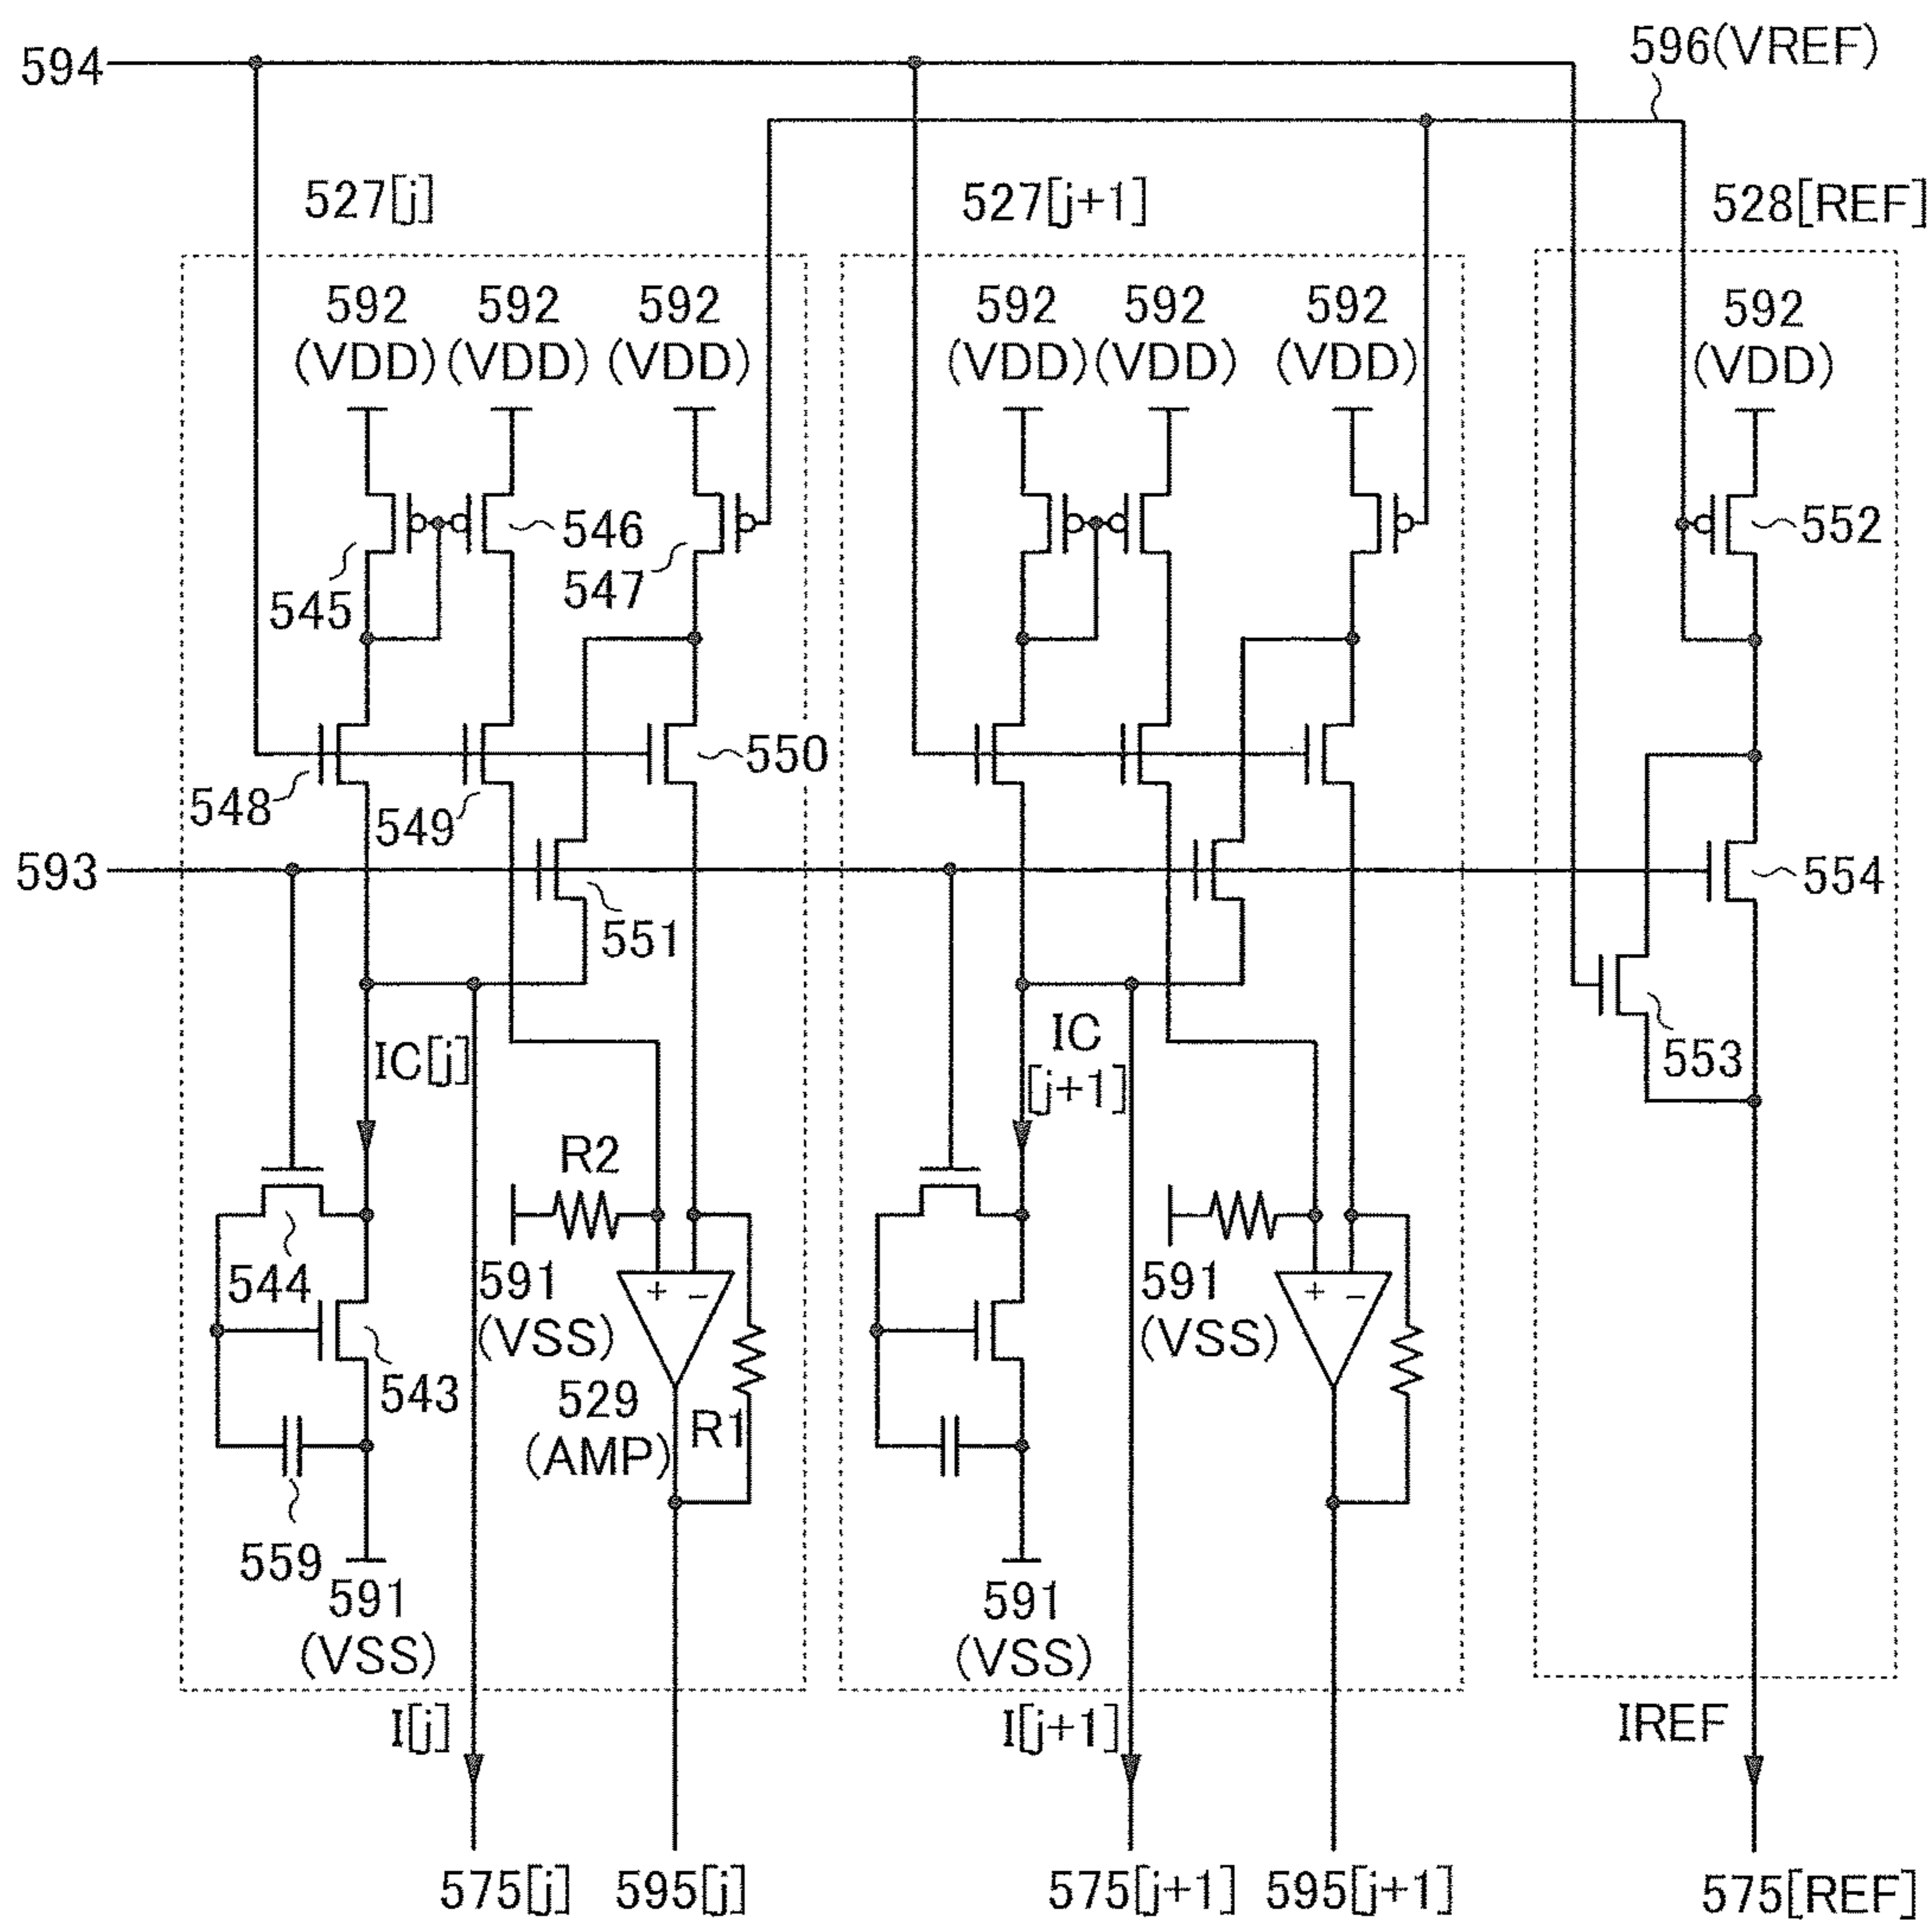 594
596(VREF)
527[j]
527[j+1]
528[REF]
592
(VDD)
592
(VDD)
592
(VDD)
592
(VDD)
592
(VDD)
592
(VDD)
592
(VDD)
545
546
547
552
548
549
550
593
551
554
553
IC[j]
IC
[j+1]
R2
544
591
(VSS)
591
(VSS)
543
529
(AMP)
R1
+ −
+ −
559
591
(VSS)
591
(VSS)
I[j]
I[j+1]
IREF
575[j]
595[j]
575[j+1]
595[j+1]
575[REF]